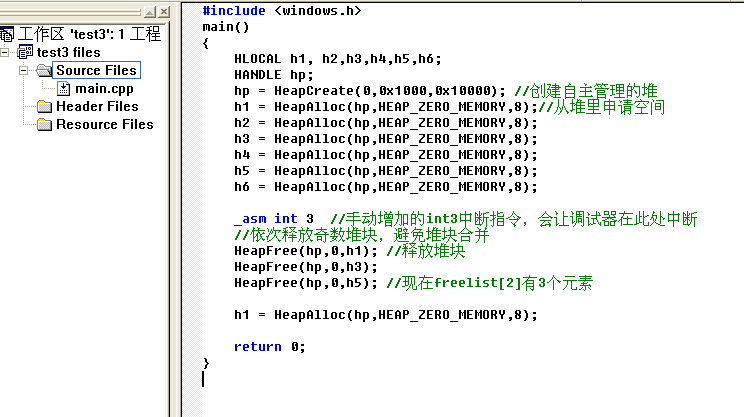 工作区 'test3': 1 工程
test3 files
Source Files
main.cpp
Header Files
Resource Files
#include <windows.h>
main()
{
    HLOCAL h1, h2,h3,h4,h5,h6;
    HANDLE hp;
    hp = HeapCreate(0,0x1000,0x10000); //创建自主管理的堆
    h1 = HeapAlloc(hp,HEAP_ZERO_MEMORY,8);//从堆里申请空间
    h2 = HeapAlloc(hp,HEAP_ZERO_MEMORY,8);
    h3 = HeapAlloc(hp,HEAP_ZERO_MEMORY,8);
    h4 = HeapAlloc(hp,HEAP_ZERO_MEMORY,8);
    h5 = HeapAlloc(hp,HEAP_ZERO_MEMORY,8);
    h6 = HeapAlloc(hp,HEAP_ZERO_MEMORY,8);
    _asm int 3  //手动增加的int3中断指令，会让调试器在此处中断
    //依次释放奇数堆块，避免堆块合并
    HeapFree(hp,0,h1); //释放堆块
    HeapFree(hp,0,h3);
    HeapFree(hp,0,h5); //现在freelist[2]有3个元素
    h1 = HeapAlloc(hp,HEAP_ZERO_MEMORY,8);
    return 0;
}